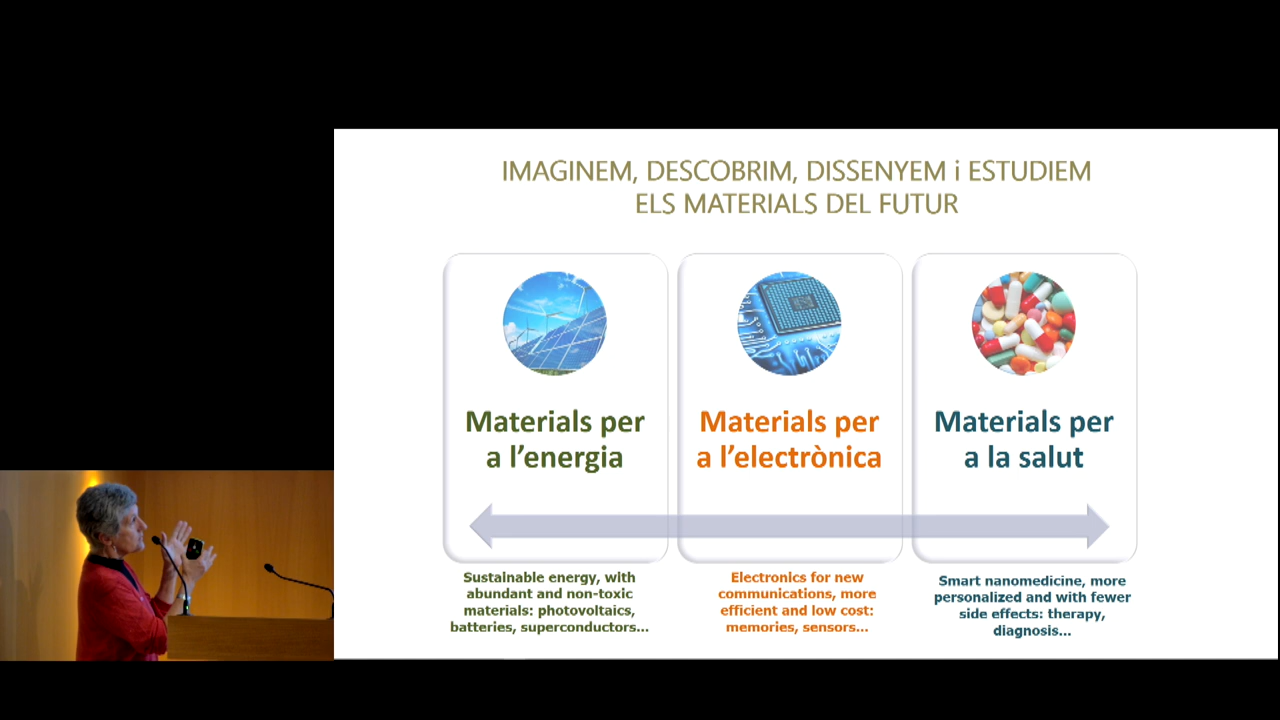 IMAGINEM, DESCOBRIM, DISSENYEM i ESTUDIEM
ELS MATERIALS DEL FUTUR
Materials per
a l'energia
Materials per
a l'electrònica
Materials per
a la salut
Sustainable energy, with
abundant and non-toxic
materials: photovoltaics,
batteries, superconductors...
Electronics for new
communications, more
efficient and low cost:
memories, sensors...
Smart nanomedicine, more
personalized and with fewer
side effects: therapy,
diagnosis...